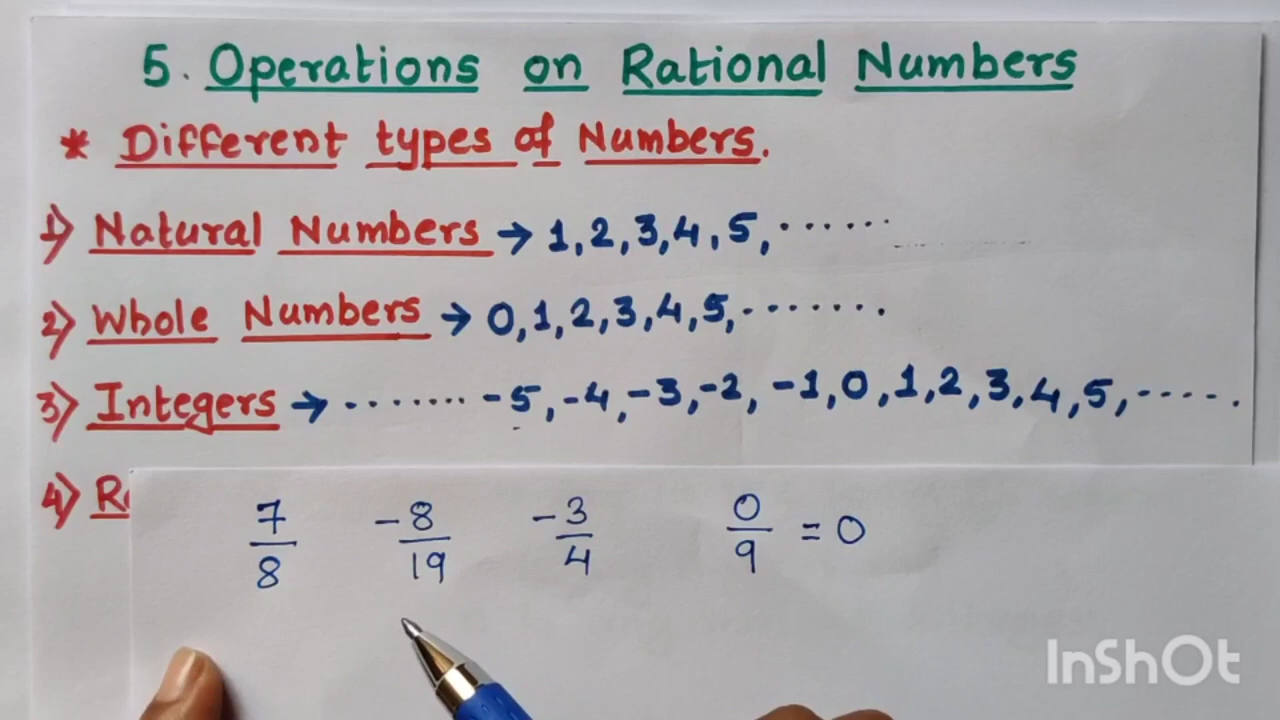 5. Operations on Rational Numbers
* Different types of Numbers.
1) Natural Numbers → 1, 2, 3, 4, 5, ......
2) Whole Numbers → 0, 1, 2, 3, 4, 5, .......
3) Integers → ....... -5, -4, -3, -2, -1, 0, 1, 2, 3, 4, 5, .....
4)
7/8 -8/19 -3/4 0/9 = 0
InShOt